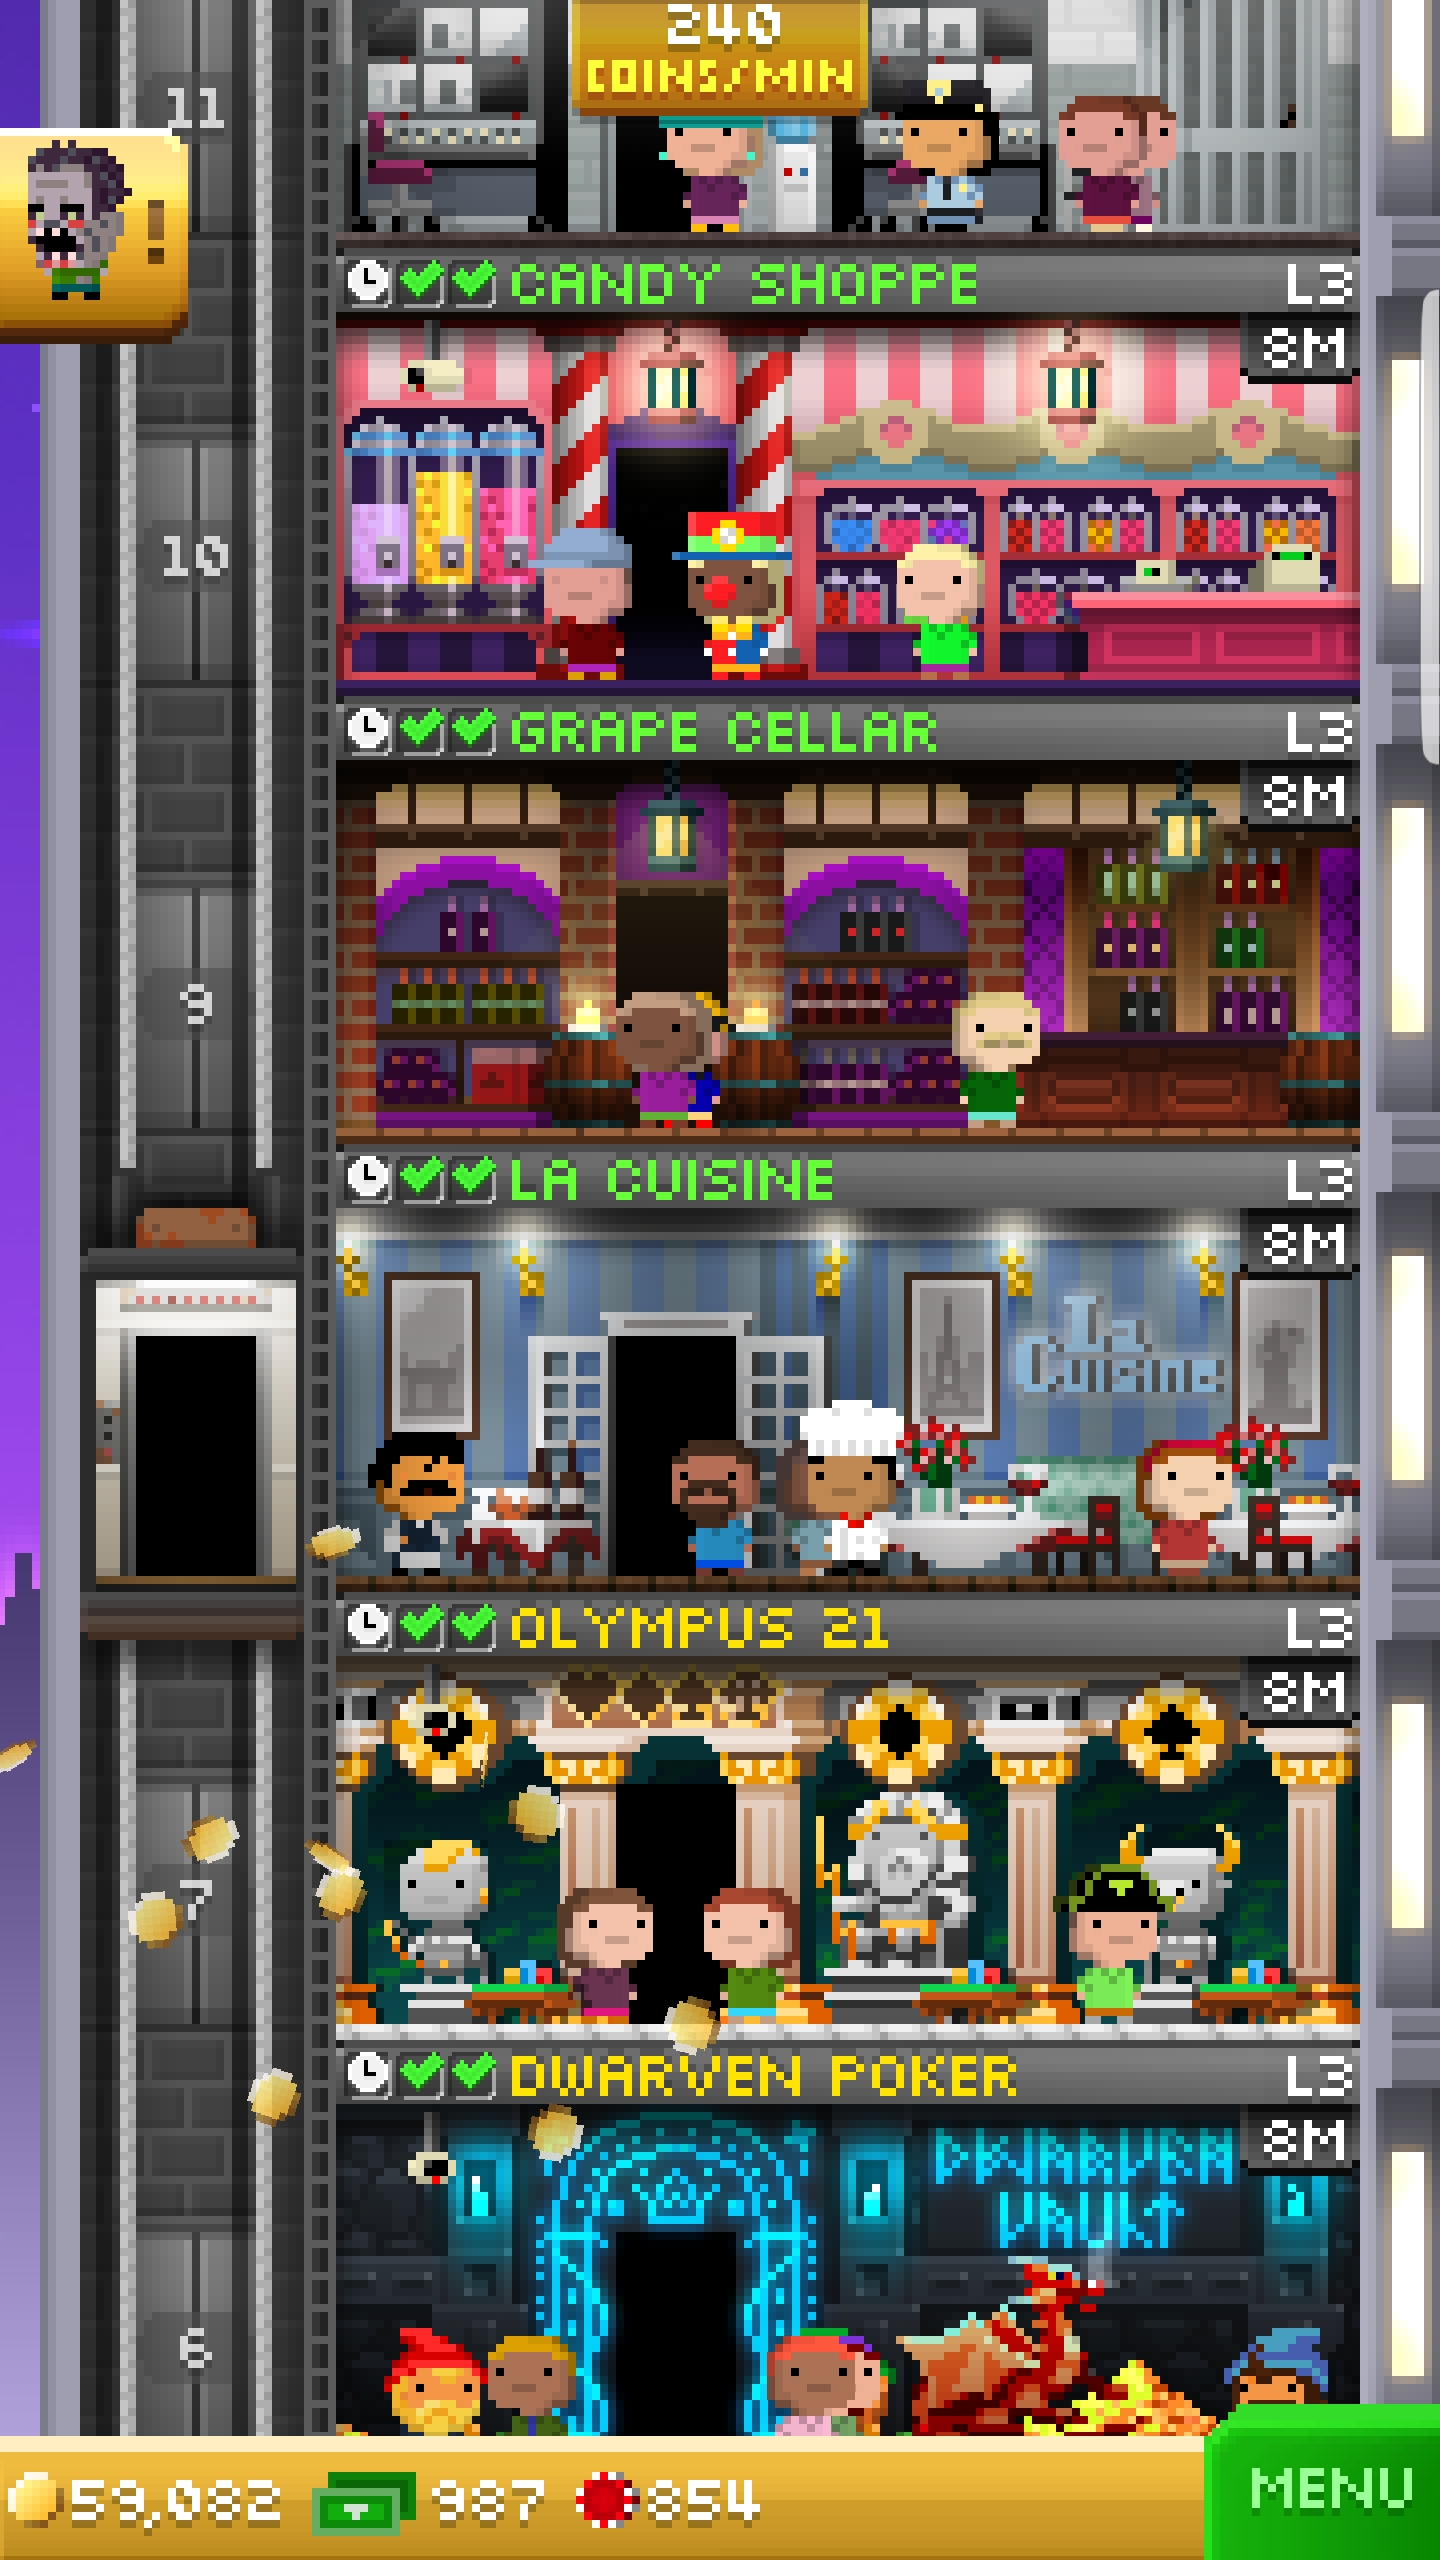 240
COINS/MIN
11
!
CANDY SHOPPE L3
8M
10
GRAPE CELLAR L3
8M
9
LA CUISINE L3
8M
La
Cuisine
OLYMPUS 21 L3
8M
7
DWARVEN POKER L3
8M
DWARVEN
VAULT
6
59,082 987 854
MENU